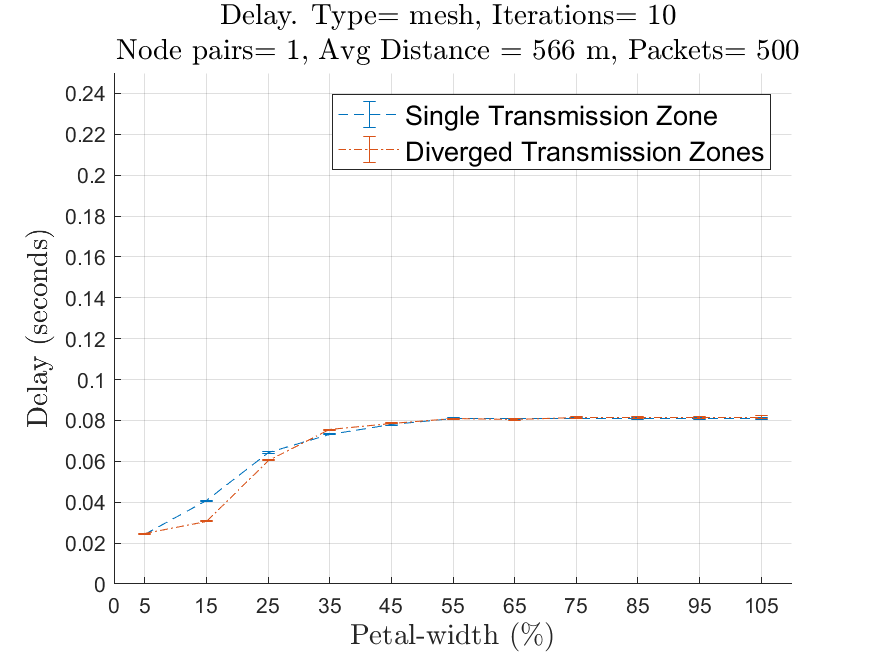 Delay. Type= mesh, Iterations= 10
Node pairs= 1, Avg Distance = 566 m, Packets= 500
Single Transmission Zone
Diverged Transmission Zones
Delay (seconds)
0.24
0.22
0.2
0.18
0.16
0.14
0.12
0.1
0.08
0.06
0.04
0.02
0
0 5 15 25 35 45 55 65 75 85 95 105
Petal-width (%)